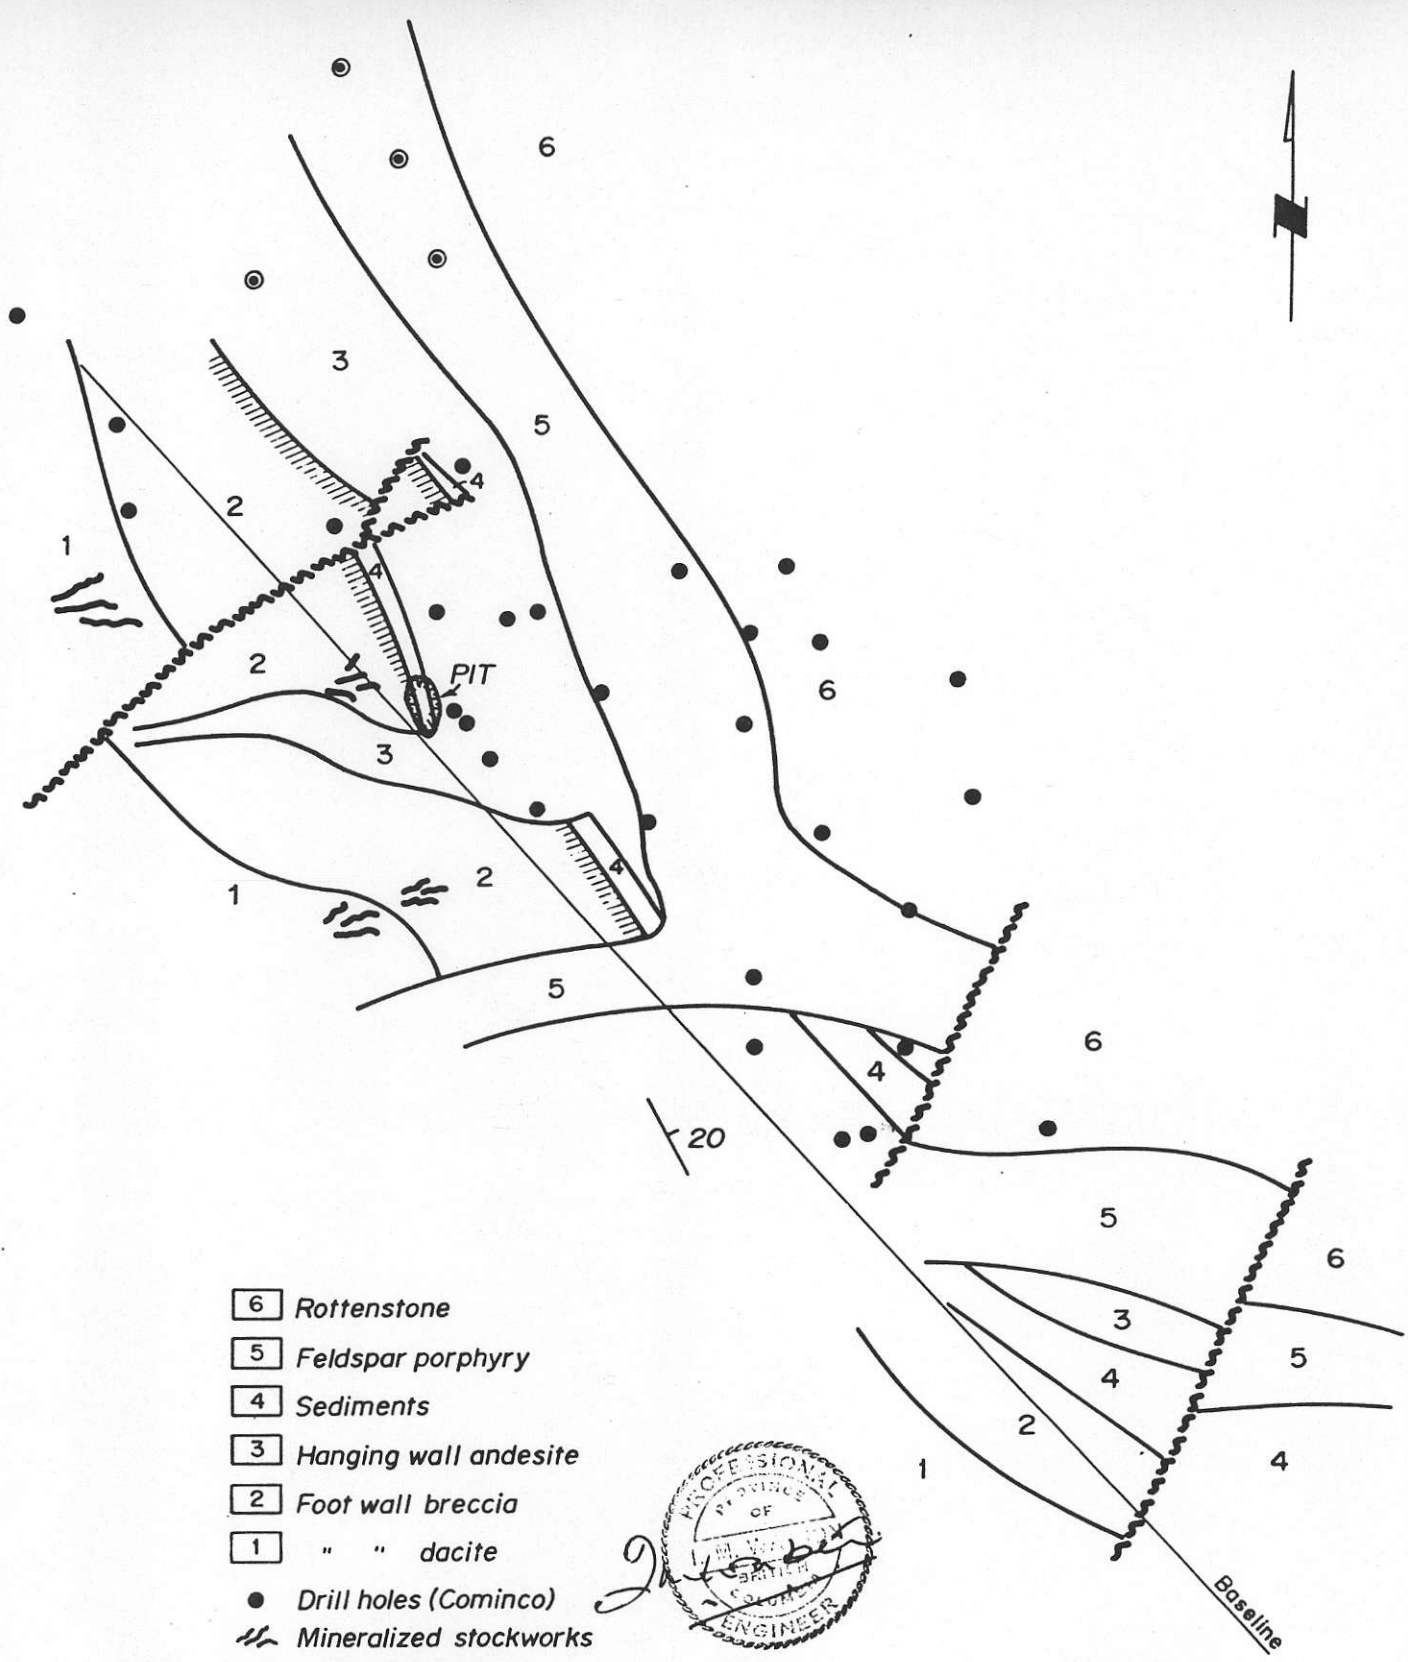 6
3
5
4
2
1
4
2
PIT
6
3
4
2
1
5
6
4
20
5
6
3
5
4
2
1
4
6 Rottenstone
5 Feldspar porphyry
4 Sediments
3 Hanging wall andesite
2 Foot wall breccia
1 " " dacite
Drill holes (Cominco)
Mineralized stockworks
PROFESSIONAL
PROVINCE
OF
BRITISH
COLUMBIA
ENGINEER
Baseline